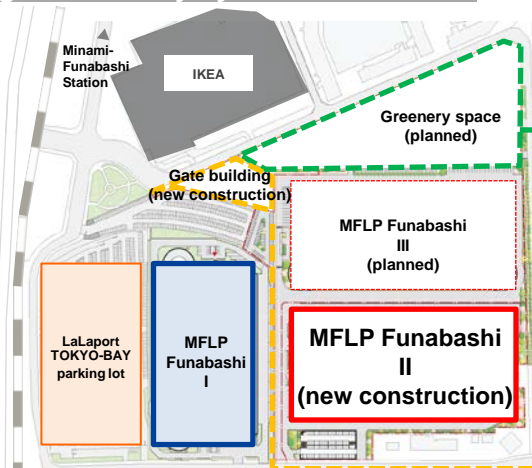 Minami-
Funabashi
Station
IKEA
Greenery space
(planned)
Gate building
(new construction)
MFLP Funabashi
III
(planned)
LaLaport
TOKYO-BAY
parking lot
MFLP
Funabashi
I
MFLP Funabashi
II
(new construction)